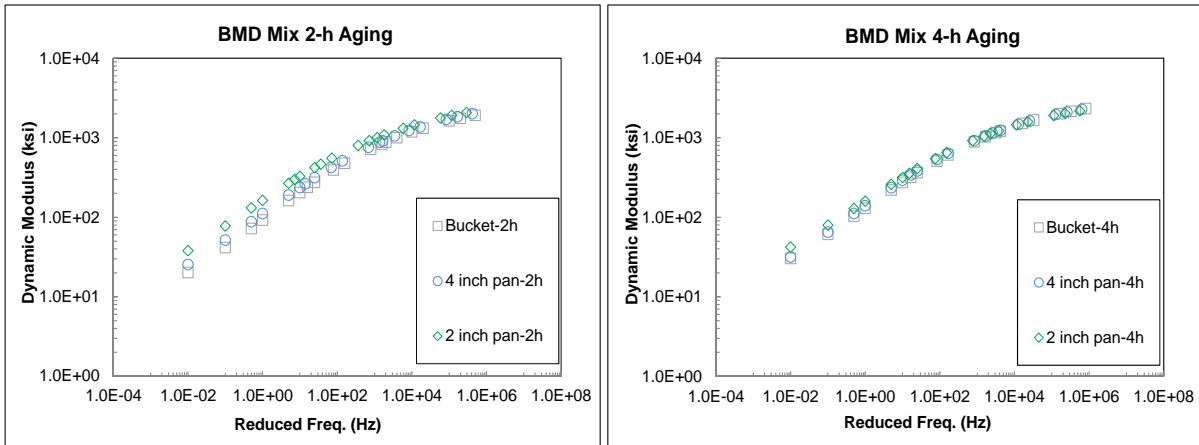 BMD Mix 2-h Aging
1.0E+04
1.0E+03
1.0E+02
1.0E+01
1.0E+00
Dynamic Modulus (ksi)
Bucket-2h
4 inch pan-2h
2 inch pan-2h
1.0E-04 1.0E-02 1.0E+00 1.0E+02 1.0E+04 1.0E+06 1.0E+08
Reduced Freq. (Hz)
BMD Mix 4-h Aging
1.0E+04
1.0E+03
1.0E+02
1.0E+01
1.0E+00
Dynamic Modulus (ksi)
Bucket-4h
4 inch pan-4h
2 inch pan-4h
1.0E-04 1.0E-02 1.0E+00 1.0E+02 1.0E+04 1.0E+06 1.0E+08
Reduced Freq. (Hz)